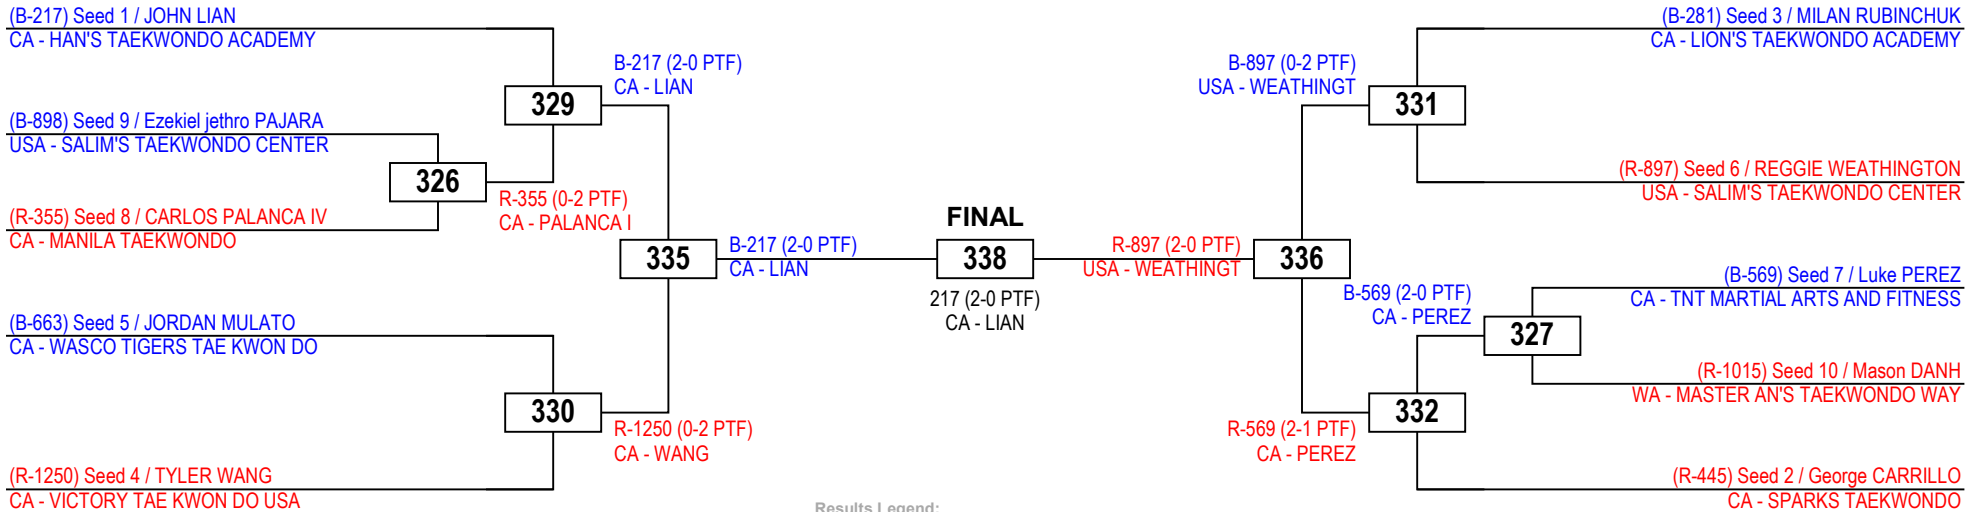 (B-217) Seed 1 / JOHN LIAN
CA - HAN'S TAEKWONDO ACADEMY
B-217 (2-0 PTF)
CA - LIAN
329
(B-898) Seed 9 / Ezekiel jethro PAJARA
USA - SALIM'S TAEKWONDO CENTER
326
R-355 (0-2 PTF)
CA - PALANCA I
(R-355) Seed 8 / CARLOS PALANCA IV
CA - MANILA TAEKWONDO
335
B-217 (2-0 PTF)
CA - LIAN
(B-663) Seed 5 / JORDAN MULATO
CA - WASCO TIGERS TAE KWON DO
330
R-1250 (0-2 PTF)
CA - WANG
(R-1250) Seed 4 / TYLER WANG
CA - VICTORY TAE KWON DO USA
FINAL
338
217 (2-0 PTF)
CA - LIAN
(B-281) Seed 3 / MILAN RUBINCHUK
CA - LION'S TAEKWONDO ACADEMY
B-897 (0-2 PTF)
USA - WEATHINGT
331
(R-897) Seed 6 / REGGIE WEATHINGTON
USA - SALIM'S TAEKWONDO CENTER
R-897 (2-0 PTF)
USA - WEATHINGT
336
(B-569) Seed 7 / Luke PEREZ
CA - TNT MARTIAL ARTS AND FITNESS
B-569 (2-0 PTF)
CA - PEREZ
327
(R-1015) Seed 10 / Mason DANH
WA - MASTER AN'S TAEKWONDO WAY
332
R-569 (2-1 PTF)
CA - PEREZ
(R-445) Seed 2 / George CARRILLO
CA - SPARKS TAEKWONDO
Results Legend: